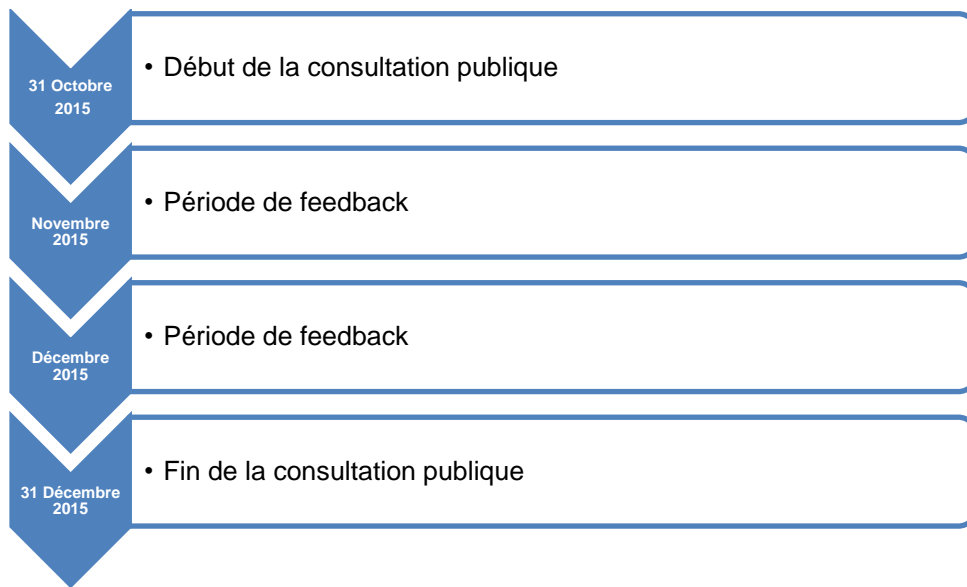 31 Octobre
2015
• Début de la consultation publique
Novembre
2015
• Période de feedback
Décembre
2015
• Période de feedback
31 Décembre
2015
• Fin de la consultation publique